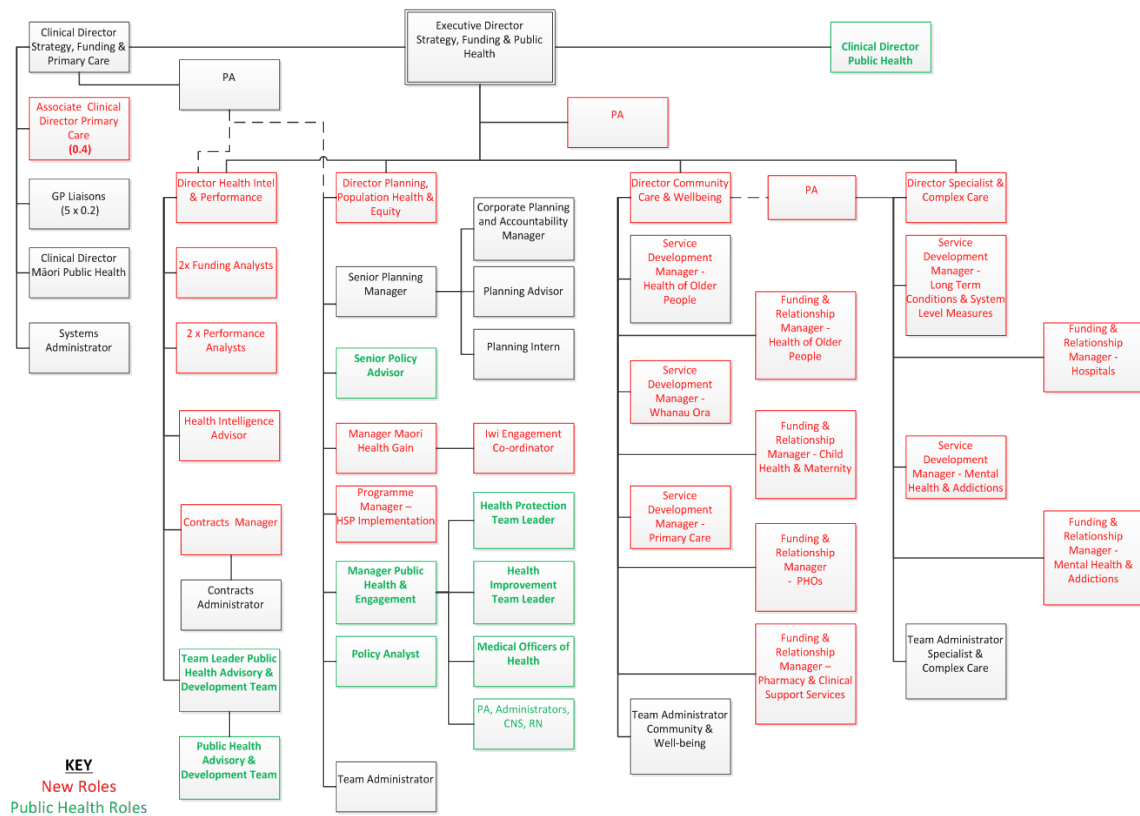 Clinical Director
Strategy, Funding &
Primary Care
Executive Director
Strategy, Funding & Public
Health
Clinical Director
Public Health
PA
PA
Associate Clinical
Director Primary
Care
(0.4)
GP Liaisons
(5 x 0.2)
Clinical Director
Māori Public Health
Systems
Administrator
Director Health Intel
& Performance
2x Funding Analysts
2 x Performance
Analysts
Health Intelligence
Advisor
Contracts Manager
Contracts
Administrator
Team Leader Public
Health Advisory &
Development Team
Public Health
Advisory &
Development Team
Director Planning,
Population Health &
Equity
Corporate Planning
and Accountability
Manager
Senior Planning
Manager
Planning Advisor
Planning Intern
Senior Policy
Advisor
Manager Maori
Health Gain
Iwi Engagement
Co-ordinator
Programme
Manager –
HSP Implementation
Health Protection
Team Leader
Manager Public
Health &
Engagement
Health
Improvement
Team Leader
Policy Analyst
Medical Officers of
Health
PA, Administrators,
CNS, RN
Team Administrator
Director Community
Care & Wellbeing
PA
Service
Development
Manager -
Health of Older
People
Funding &
Relationship
Manager -
Health of Older
People
Service
Development
Manager -
Whanau Ora
Funding &
Relationship
Manager - Child
Health & Maternity
Service
Development
Manager -
Primary Care
Funding &
Relationship
Manager
- PHOs
Funding &
Relationship
Manager –
Pharmacy & Clinical
Support Services
Team Administrator
Community &
Well-being
Director Specialist &
Complex Care
Service
Development
Manager -
Long Term
Conditions & System
Level Measures
Funding &
Relationship
Manager -
Hospitals
Service
Development
Manager - Mental
Health & Addictions
Funding &
Relationship
Manager -
Mental Health &
Addictions
Team Administrator
Specialist &
Complex Care
KEY
New Roles
Public Health Roles